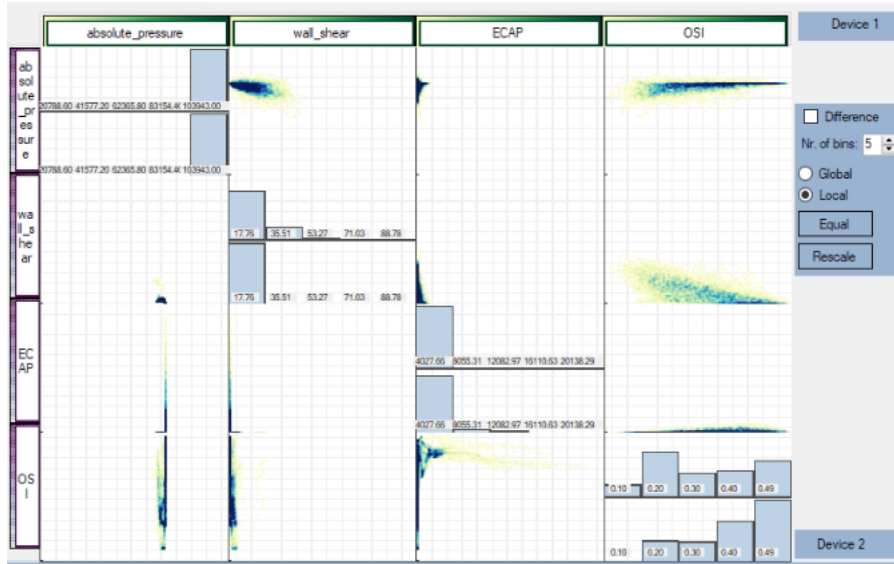 absolute_pressure wall_shear ECAP OSI
Device 1
ab
sol
ute
_pr
es
sur
e
20788.60 41577.20 62365.80 83154.40 103943.00
20788.60 41577.20 62365.80 83154.40 103943.00
Difference
Nr. of bins: 5
Global
Local
Equal
Rescale
wa
ll_s
he
ar
17.76 35.51 53.27 71.03 88.78
17.76 35.51 53.27 71.03 88.78
EC
AP
4027.66 8055.31 12082.97 16110.63 20138.29
4027.66 8055.31 12082.97 16110.63 20138.29
OS
I
0.10 0.20 0.30 0.40 0.49
0.10 0.20 0.30 0.40 0.49
Device 2